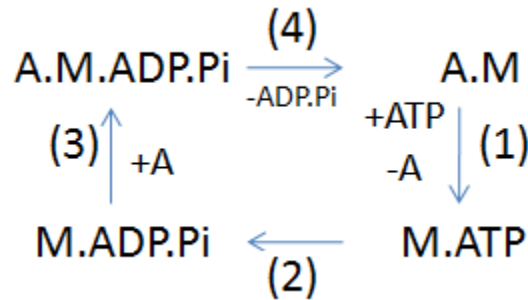 (4)
A.M.ADP.Pi
A.M
-ADP.Pi
+ATP
(3)
(1)
+A
-A
M.ADP.Pi
M.ATP
(2)